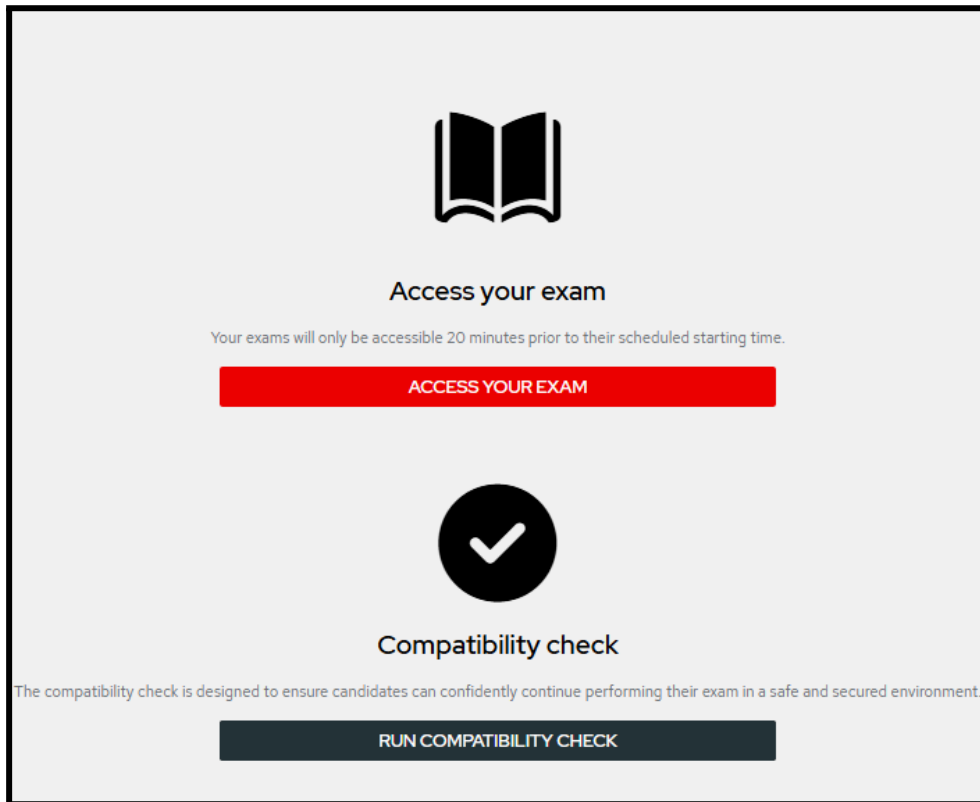 Access your exam
Your exams will only be accessible 20 minutes prior to their scheduled starting time.
ACCESS YOUR EXAM
Compatibility check
The compatibility check is designed to ensure candidates can confidently continue performing their exam in a safe and secured environment.
RUN COMPATIBILITY CHECK